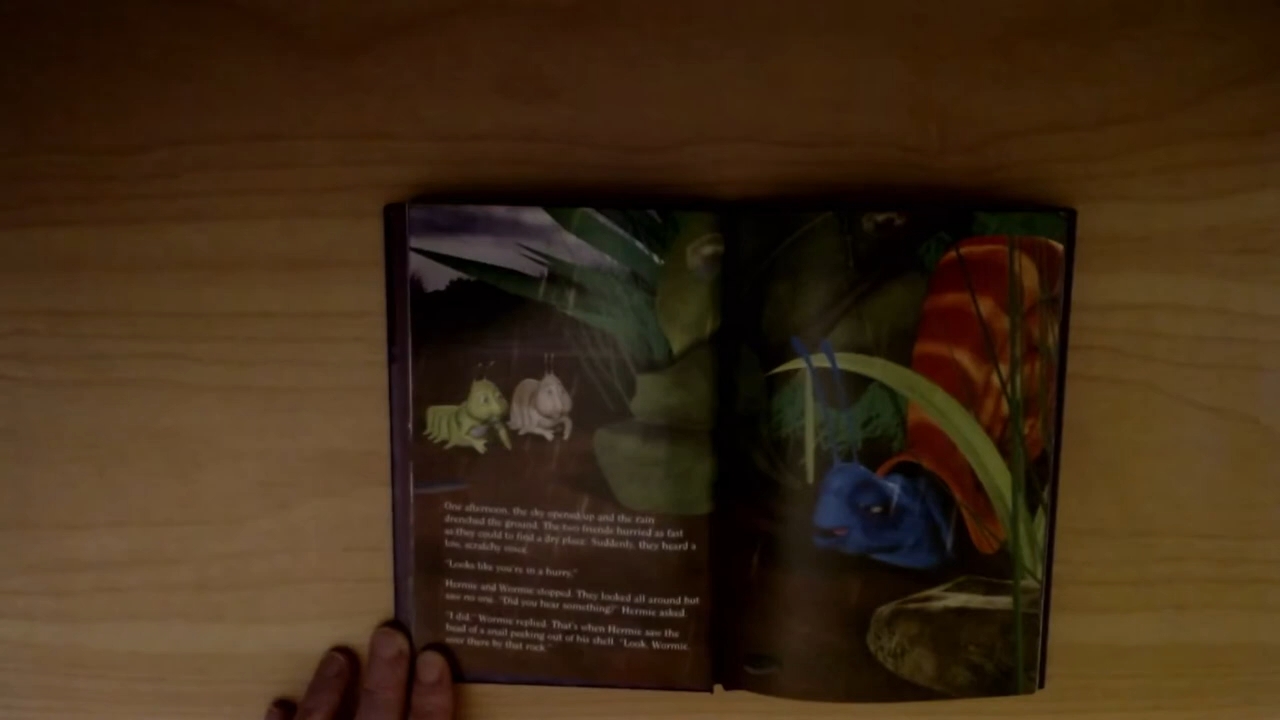 One afternoon, the sky opened up and the rain
drenched the ground. The two friends hurried as fast
as they could to find a dry place. Suddenly, they heard a
low, scratchy voice.
"Looks like you're in a hurry."
Hermie and Wormie stopped. They looked all around but
saw no one. "Did you hear something?" Hermie asked.
"I did," Wormie replied. That's when Hermie saw the
head of a snail peeking out of his shell. "Look, Wormie,
over there by that rock."